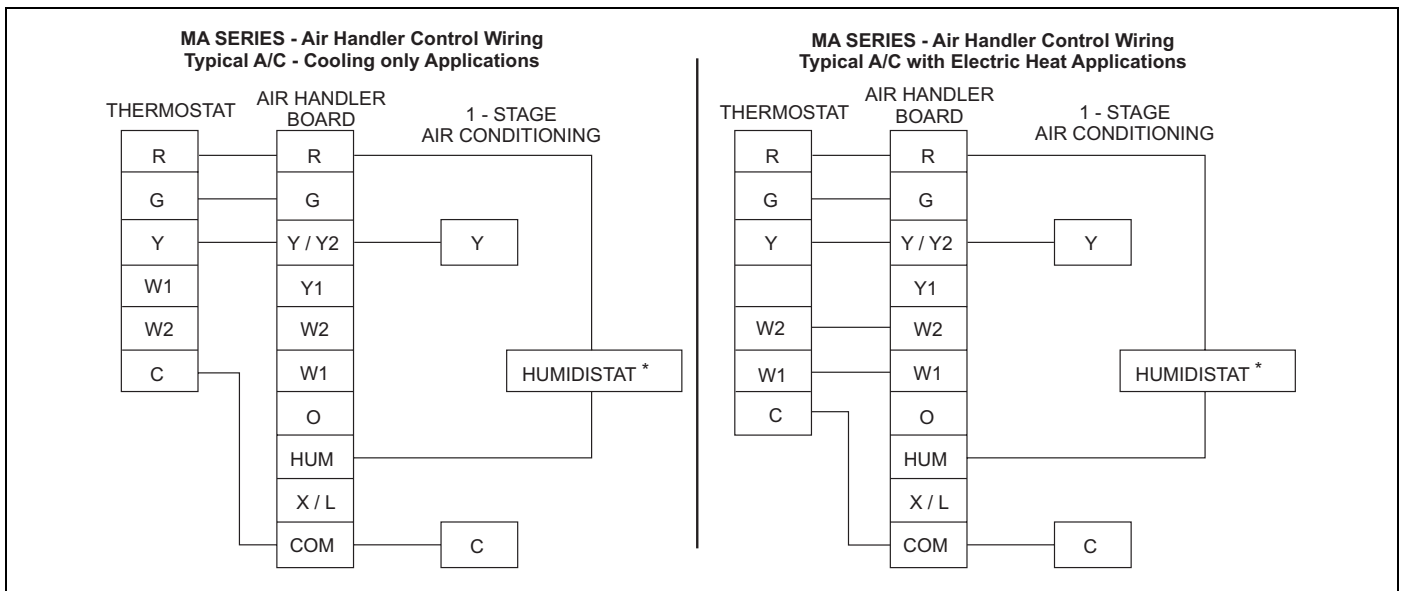 MA SERIES - Air Handler Control Wiring
Typical A/C - Cooling only Applications
THERMOSTAT
AIR HANDLER
BOARD
1 - STAGE
AIR CONDITIONING
R
G
Y
W1
W2
C
R
G
Y / Y2
Y1
W2
W1
O
HUM
X / L
COM
Y
HUMIDISTAT *
C
MA SERIES - Air Handler Control Wiring
Typical A/C with Electric Heat Applications
THERMOSTAT
AIR HANDLER
BOARD
1 - STAGE
AIR CONDITIONING
R
G
Y
W2
W1
C
R
G
Y / Y2
Y1
W2
W1
O
HUM
X / L
COM
Y
HUMIDISTAT *
C